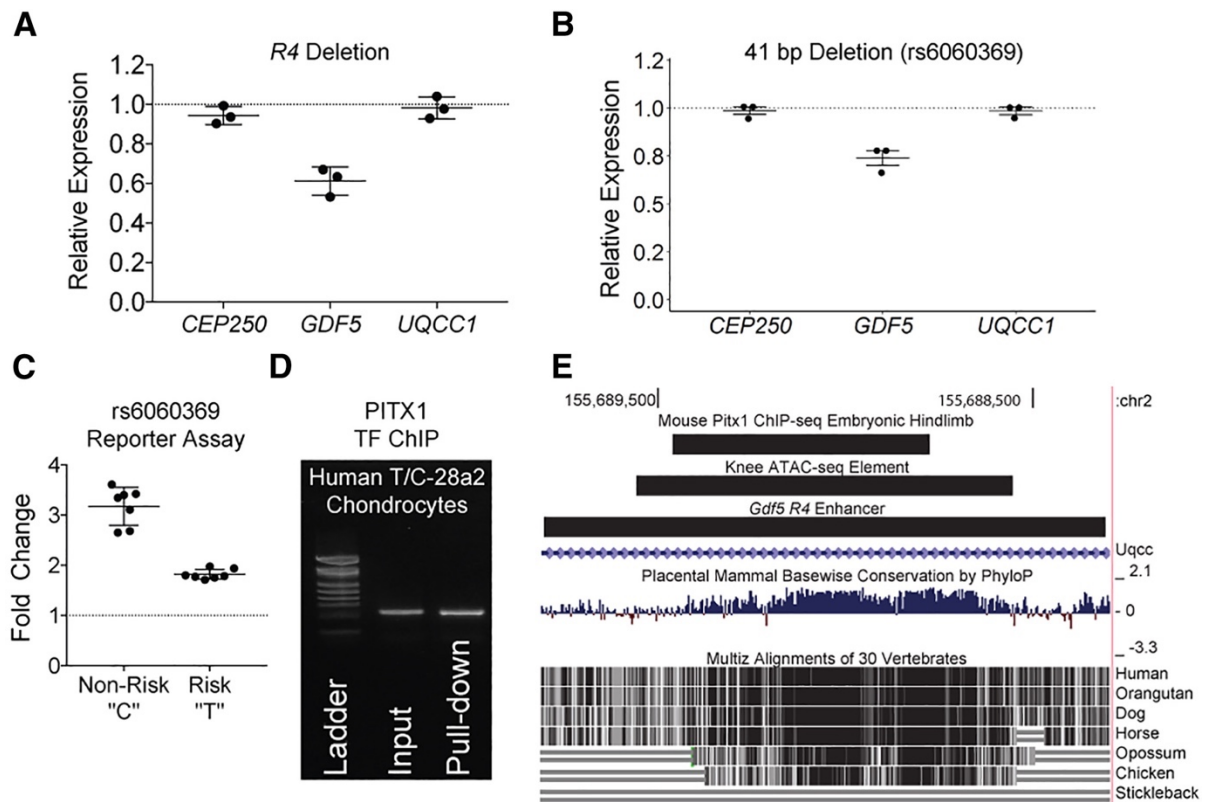 A
R4 Deletion
Relative Expression
1.2
1.0
0.8
0.6
0.4
0.2
0.0
CEP250
GDF5
UQCC1
B
41 bp Deletion (rs6060369)
Relative Expression
1.2
1.0
0.8
0.5
0.2
0.0
CEP250
GDF5
UQCC1
C
rs6060369
Reporter Assay
Fold Change
4
3
2
1
0
Non-Risk
"C"
Risk
"T"
D
PITX1
TF ChIP
Human T/C-28a2
Chondrocytes
Ladder
Input
Pull-down
E
155,689,500
155,688,500
:chr2
Mouse Pitx1 ChIP-seq Embryonic Hindlimb
Knee ATAC-seq Element
Gdf5 R4 Enhancer
Uqcc
Placental Mammal Basewise Conservation by PhyloP
2.1
0
-3.3
Multiz Alignments of 30 Vertebrates
Human
Orangutan
Dog
Horse
Opossum
Chicken
Stickleback